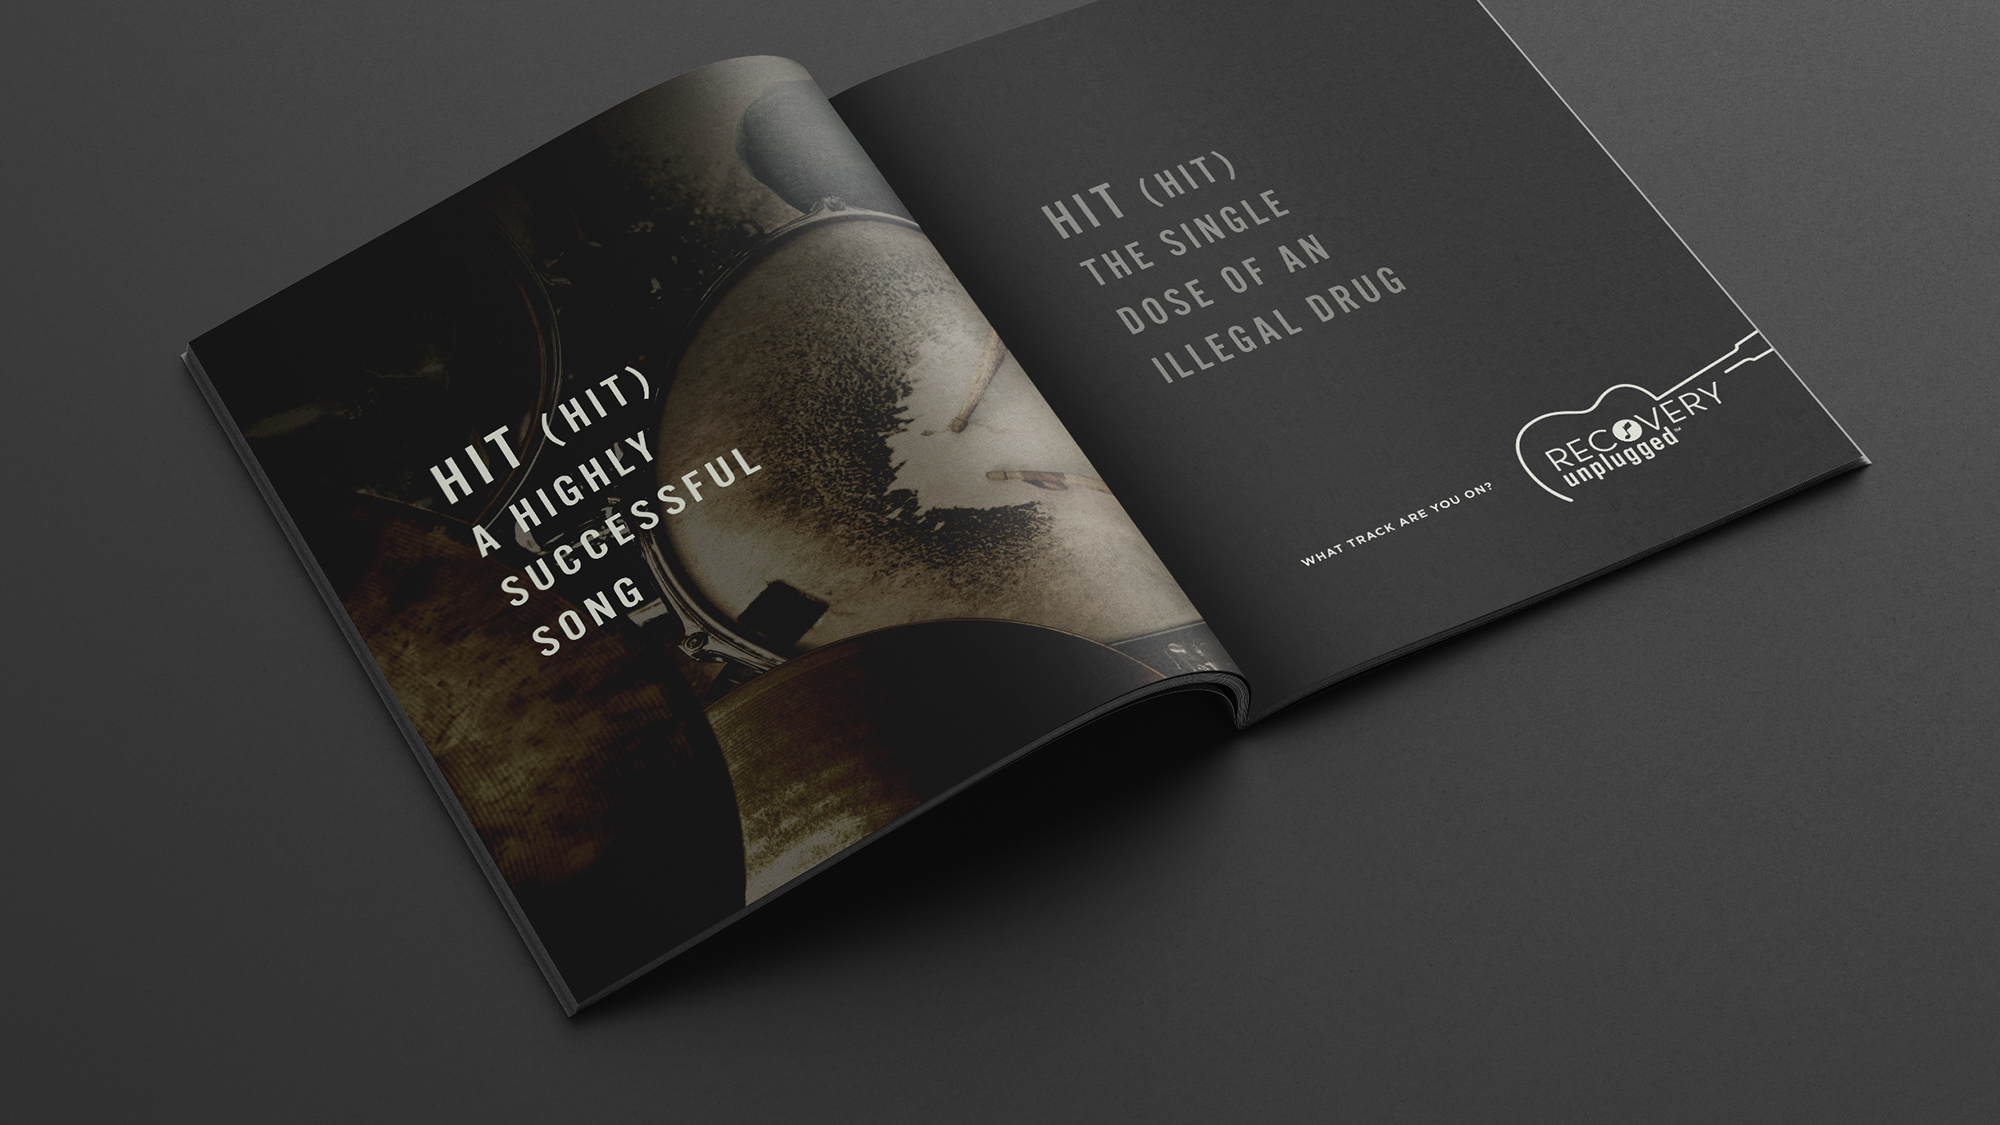 HIT (HIT)
A HIGHLY
SUCCESSFUL
SONG
HIT (HIT)
THE SINGLE
DOSE OF AN
ILLEGAL DRUG
WHAT TRACK ARE YOU ON?
RECOVERY
unplugged™